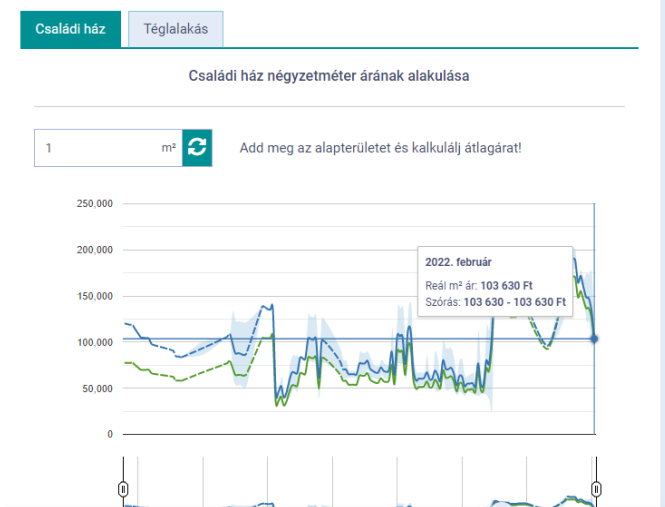 Családi ház
Téglalakás
Családi ház négyzetméter árának alakulása
1 m²
Add meg az alapterületet és kalkulálj átlagárat!
250,000
200,000
150,000
100,000
50,000
0
2022. február
Reál m² ár: 103 630 Ft
Szórás: 103 630 - 103 630 Ft